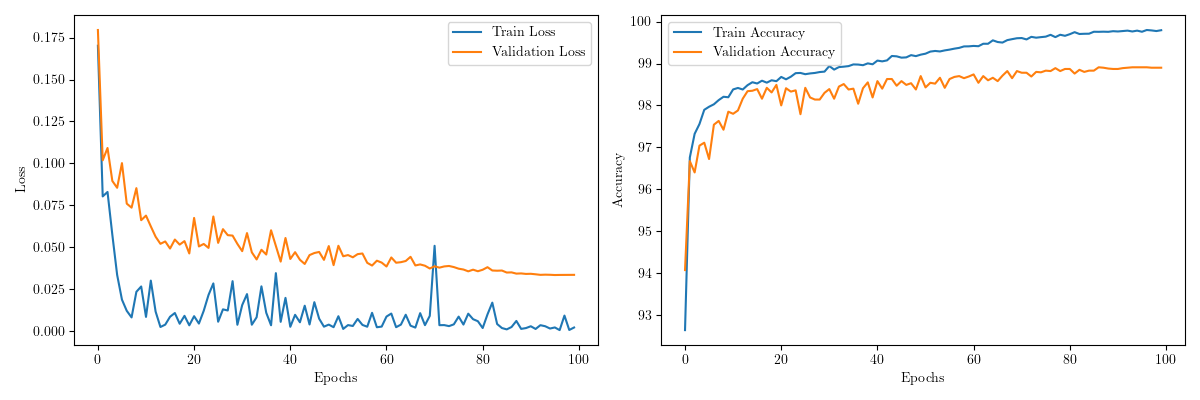 Train Loss
Validation Loss
0.175
0.150
0.125
0.100
0.075
0.050
0.025
0.000
Loss
0 20 40 60 80 100
Epochs
Train Accuracy
Validation Accuracy
100
99
98
97
96
95
94
93
Accuracy
0 20 40 60 80 100
Epochs